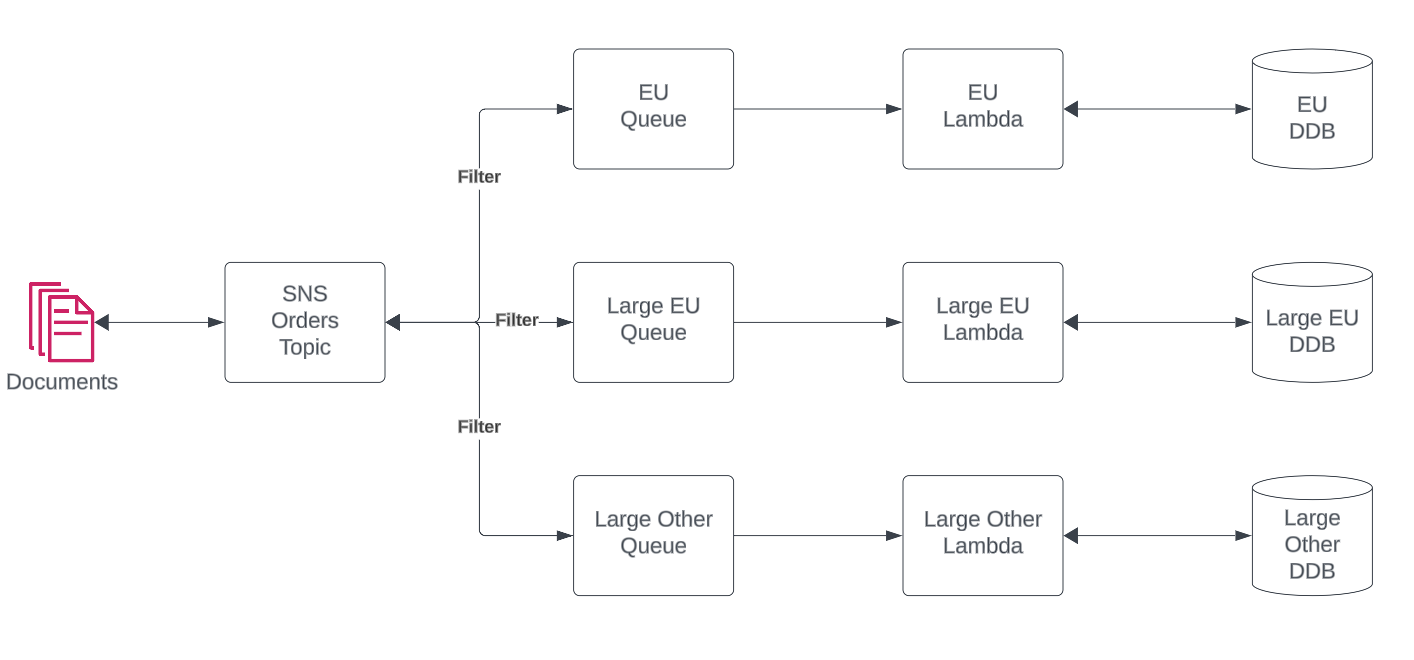 EU
Queue
EU
Lambda
EU
DDB
Filter
Documents
SNS
Orders
Topic
Filter
Large EU
Queue
Large EU
Lambda
Large EU
DDB
Filter
Large Other
Queue
Large Other
Lambda
Large
Other
DDB